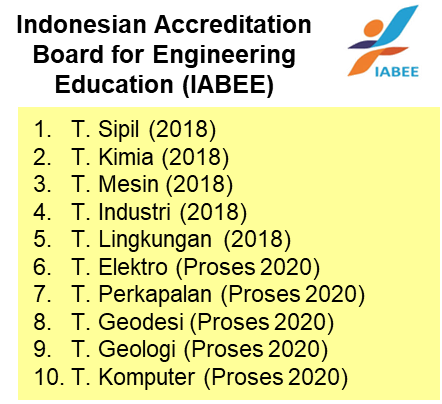 Indonesian Accreditation
Board for Engineering
Education (IABEE)
IABEE
1. T. Sipil (2018)
2. T. Kimia (2018)
3. T. Mesin (2018)
4. T. Industri (2018)
5. T. Lingkungan (2018)
6. T. Elektro (Proses 2020)
7. T. Perkapalan (Proses 2020)
8. T. Geodesi (Proses 2020)
9. T. Geologi (Proses 2020)
10. T. Komputer (Proses 2020)